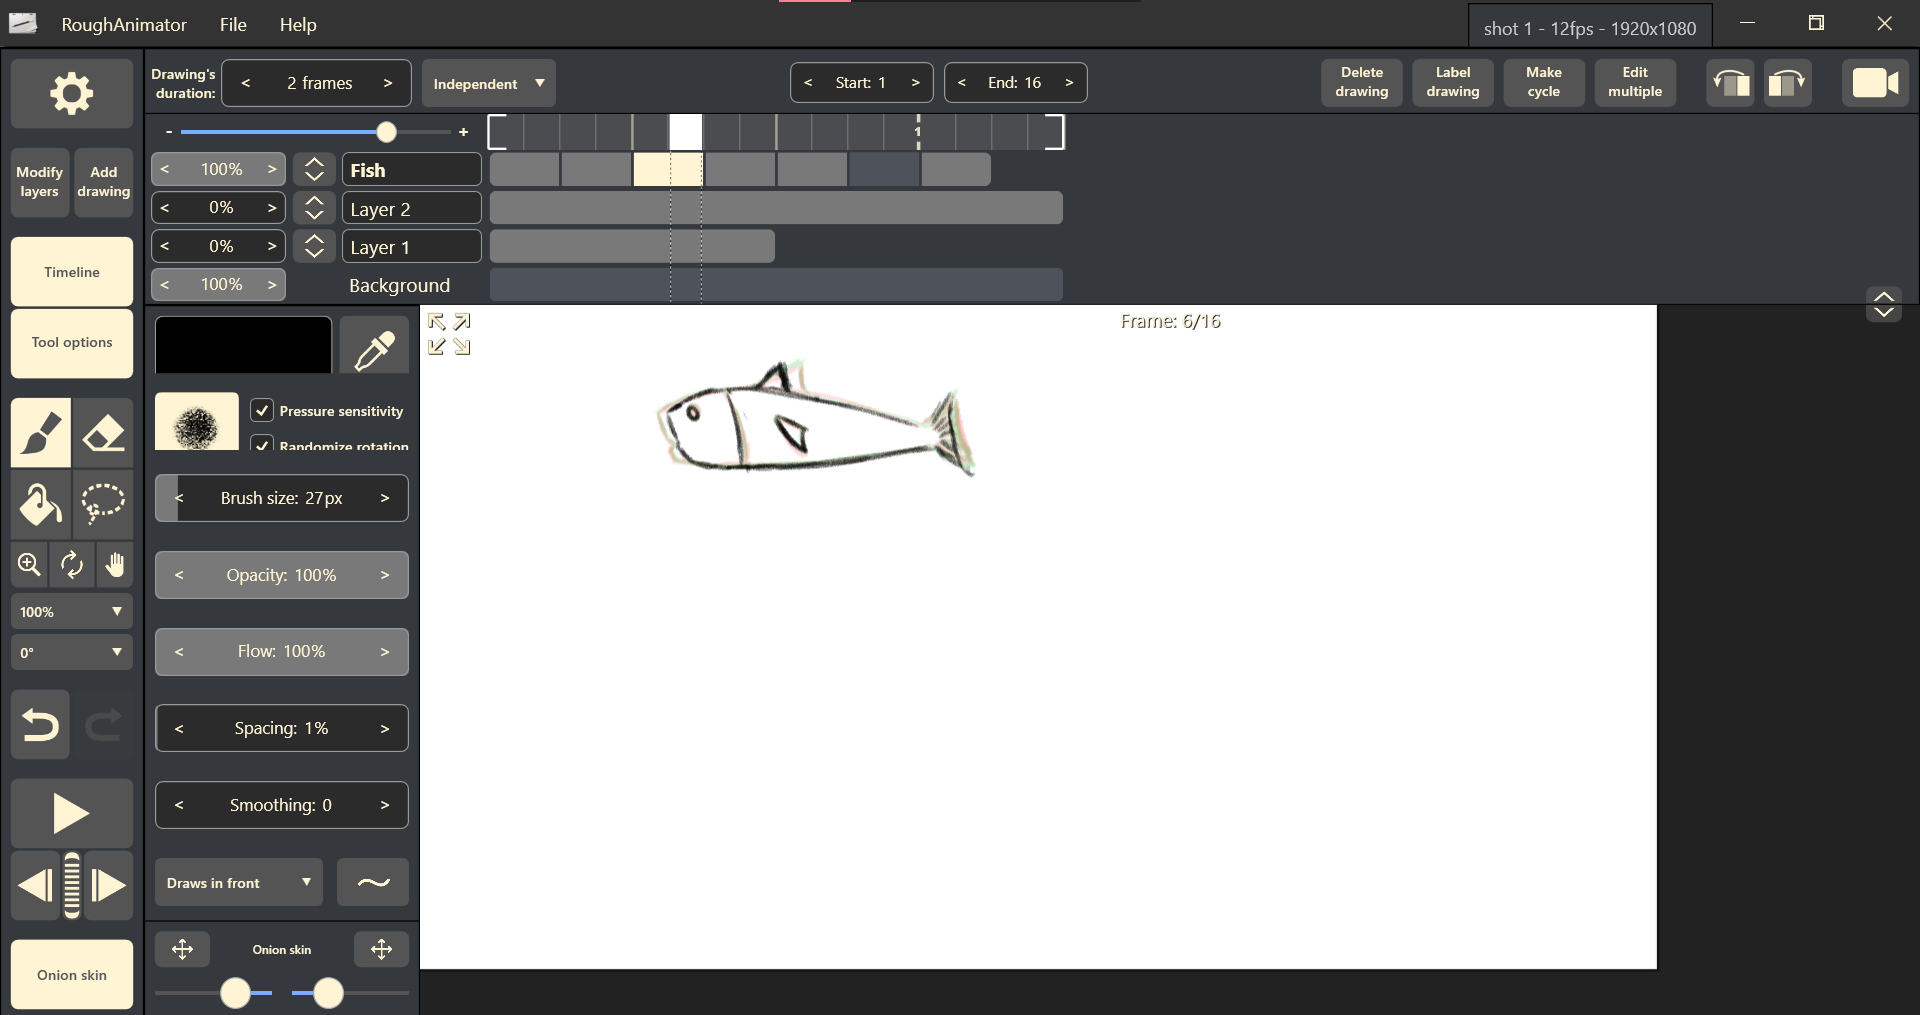 RoughAnimator File Help shot 1 - 12fps - 1920x1080
Drawing's
duration:
< 2 frames >
Independent
< Start: 1 >
< End: 16 >
Delete
drawing
Label
drawing
Make
cycle
Edit
multiple
- +
1
Modify
layers
Add
drawing
< 100% > Fish
< 0% > Layer 2
< 0% > Layer 1
< 100% > Background
Timeline
Tool options
Frame: 6/16
Pressure sensitivity
Randomize rotation
< Brush size: 27px >
< Opacity: 100% >
100%
< Flow: 100% >
0°
< Spacing: 1% >
< Smoothing: 0 >
Draws in front
Onion skin
Onion skin